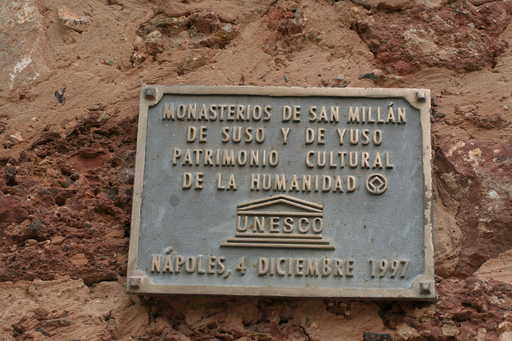 MONASTERIOS DE SAN MILLÁN
DE SUSO Y DE YUSO
PATRIMONIO CULTURAL
DE LA HUMANIDAD
UNESCO
NÁPOLES, 4 DICIEMBRE 1997